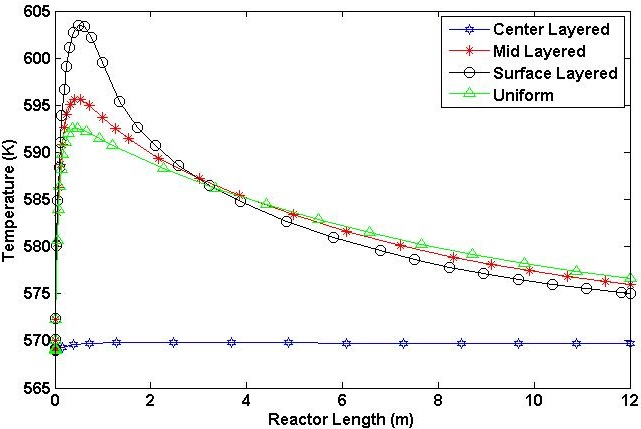 605
600
595
590
585
580
575
570
565
Temperature (K)
0
2
4
6
8
10
12
Reactor Length (m)
Center Layered
Mid Layered
Surface Layered
Uniform